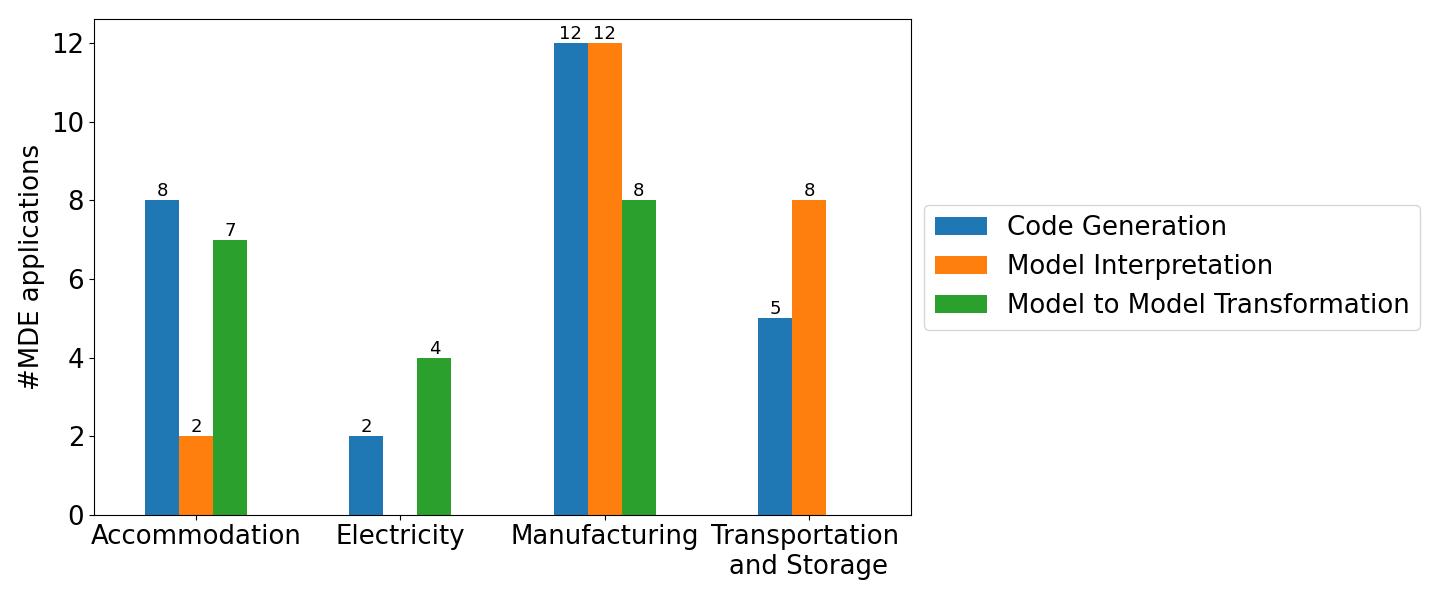 #MDE applications
12
10
8
6
4
2
0
8
2
7
2
4
12 12
8
5
8
Accommodation
Electricity
Manufacturing
Transportation
and Storage
Code Generation
Model Interpretation
Model to Model Transformation